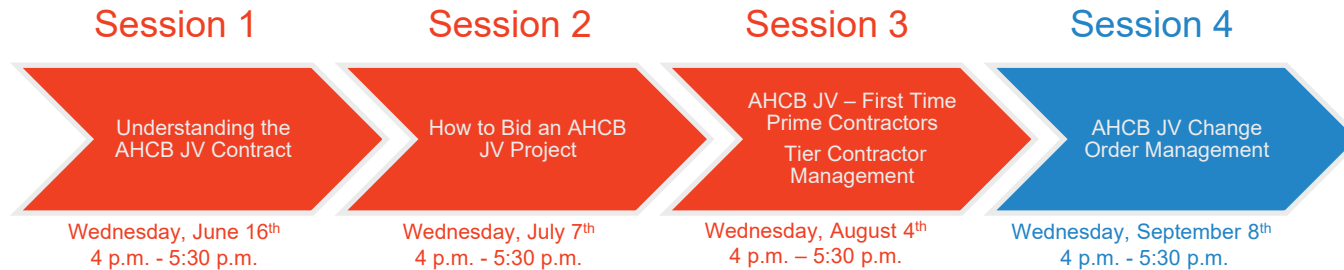 Session 1
Understanding the
AHCB JV Contract
Wednesday, June 16th
4 p.m. - 5:30 p.m.
Session 2
How to Bid an AHCB
JV Project
Wednesday, July 7th
4 p.m. - 5:30 p.m.
Session 3
AHCB JV – First Time
Prime Contractors
Tier Contractor
Management
Wednesday, August 4th
4 p.m. – 5:30 p.m.
Session 4
AHCB JV Change
Order Management
Wednesday, September 8th
4 p.m. - 5:30 p.m.